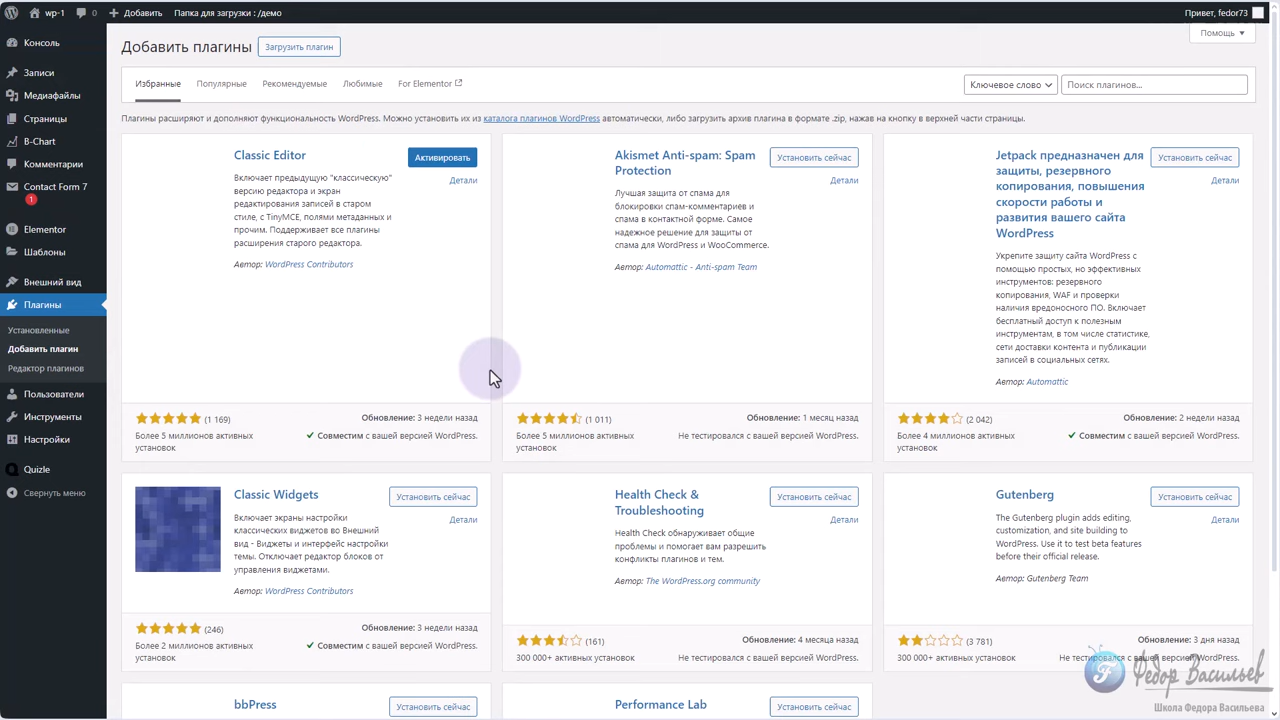 wp-1 0 Добавить Папка для загрузки : /демо Привет, fedor73
Консоль
Записи
Медиафайлы
Страницы
B-Chart
Комментарии
Contact Form 7
1
Elementor
Шаблоны
Внешний вид
Плагины
Установленные
Добавить плагин
Редактор плагинов
Пользователи
Инструменты
Настройки
Quizle
Свернуть меню
Добавить плагины Загрузить плагин
Помощь
Избранные Популярные Рекомендуемые Любимые For Elementor Ключевое слово Поиск плагинов...
Плагины расширяют и дополняют функциональность WordPress. Можно установить их из каталога плагинов WordPress автоматически, либо загрузить архив плагина в формате .zip, нажав на кнопку в верхней части страницы.
Classic Editor
Активировать
Детали
Включает предыдущую "классическую"
версию редактора и экран
редактирования записей в старом
стиле, с TinyMCE, полями метаданных и
прочим. Поддерживает все плагины
расширения старого редактора.
Автор: WordPress Contributors
(1 169)
Более 5 миллионов активных
установок
Обновление: 3 недели назад
Совместим с вашей версией WordPress.
Akismet Anti-spam: Spam
Protection
Установить сейчас
Детали
Лучшая защита от спама для
блокировки спам-комментариев и
спама в контактной форме. Самое
надежное решение для защиты от
спама для WordPress и WooCommerce.
Автор: Automattic - Anti-spam Team
(1 011)
Более 5 миллионов активных
установок
Обновление: 1 месяц назад
Не тестировался с вашей версией WordPress.
Jetpack предназначен для
защиты, резервного
копирования, повышения
скорости работы и
развития вашего сайта
WordPress
Установить сейчас
Детали
Укрепите защиту сайта WordPress с
помощью простых, но эффективных
инструментов: резервного
копирования, WAF и проверки
наличия вредоносного ПО. Включает
бесплатный доступ к полезным
инструментам, в том числе статистике,
сети доставки контента и публикации
записей в социальных сетях.
Автор: Automattic
(2 042)
Более 4 миллионов активных
установок
Обновление: 2 недели назад
Совместим с вашей версией WordPress.
Classic Widgets
Установить сейчас
Детали
Включает экраны настройки
классических виджетов во Внешний
вид - Виджеты и интерфейс настройки
темы. Отключает редактор блоков от
управления виджетами.
Автор: WordPress Contributors
(246)
Более 2 миллионов активных
установок
Обновление: 3 недели назад
Совместим с вашей версией WordPress.
Health Check &
Troubleshooting
Установить сейчас
Детали
Health Check обнаруживает общие
проблемы и помогает вам разрешить
конфликты плагинов и тем.
Автор: The WordPress.org community
(161)
300 000+ активных установок
Обновление: 4 месяца назад
Не тестировался с вашей версией WordPress.
Gutenberg
Установить сейчас
Детали
The Gutenberg plugin adds editing,
customization, and site building to
WordPress. Use it to test beta features
before their official release.
Автор: Gutenberg Team
(3 781)
300 000+ активных установок
Обновление: 3 дня назад
Не тестировался с вашей версией WordPress.
bbPress
Установить сейчас
Performance Lab
Установить сейчас
Федор Васильев
Школа Федора Васильева